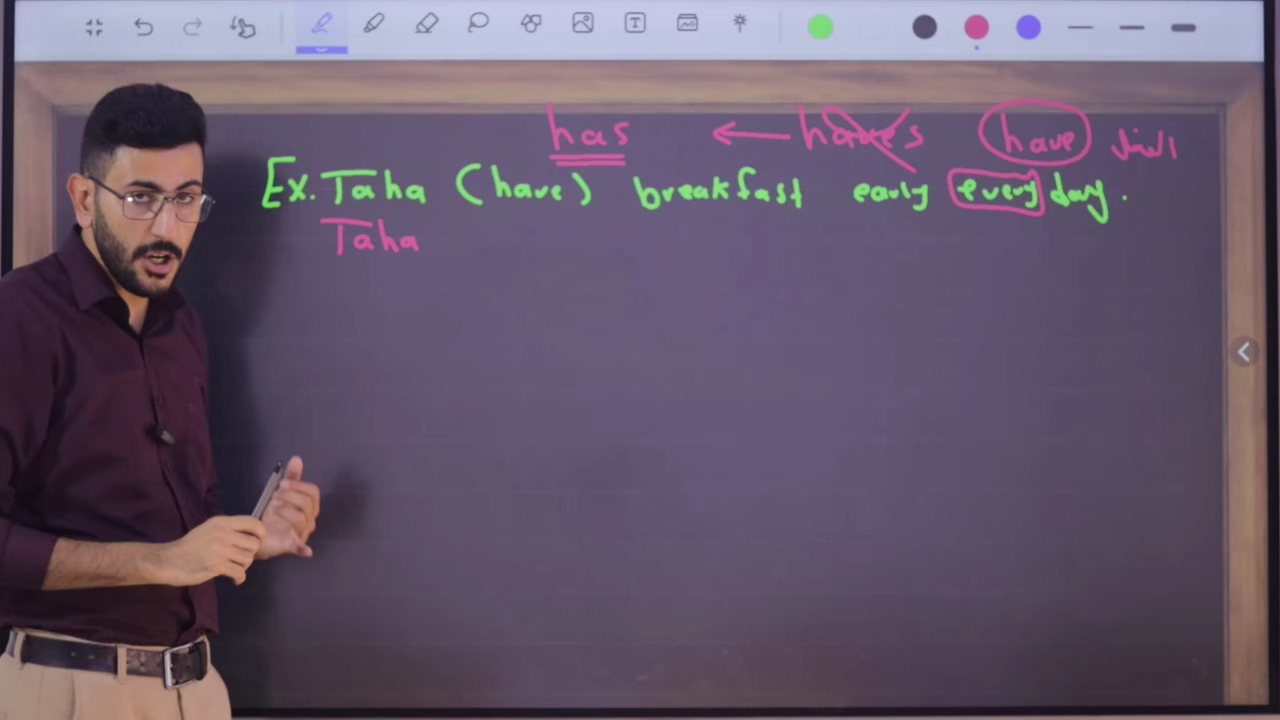 has ← haves have الفعل
Ex. Taha (have) breakfast early every day.
Taha